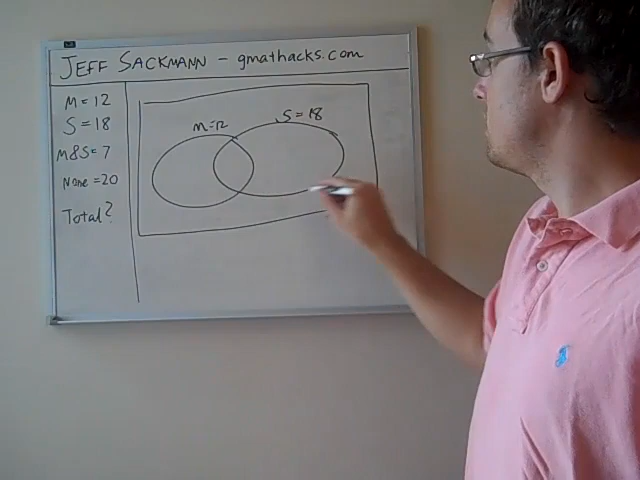 JEFF SACKMANN - gmathacks.com
M = 12
S = 18
M&S = 7
None = 20
Total?
M=12
S = 18